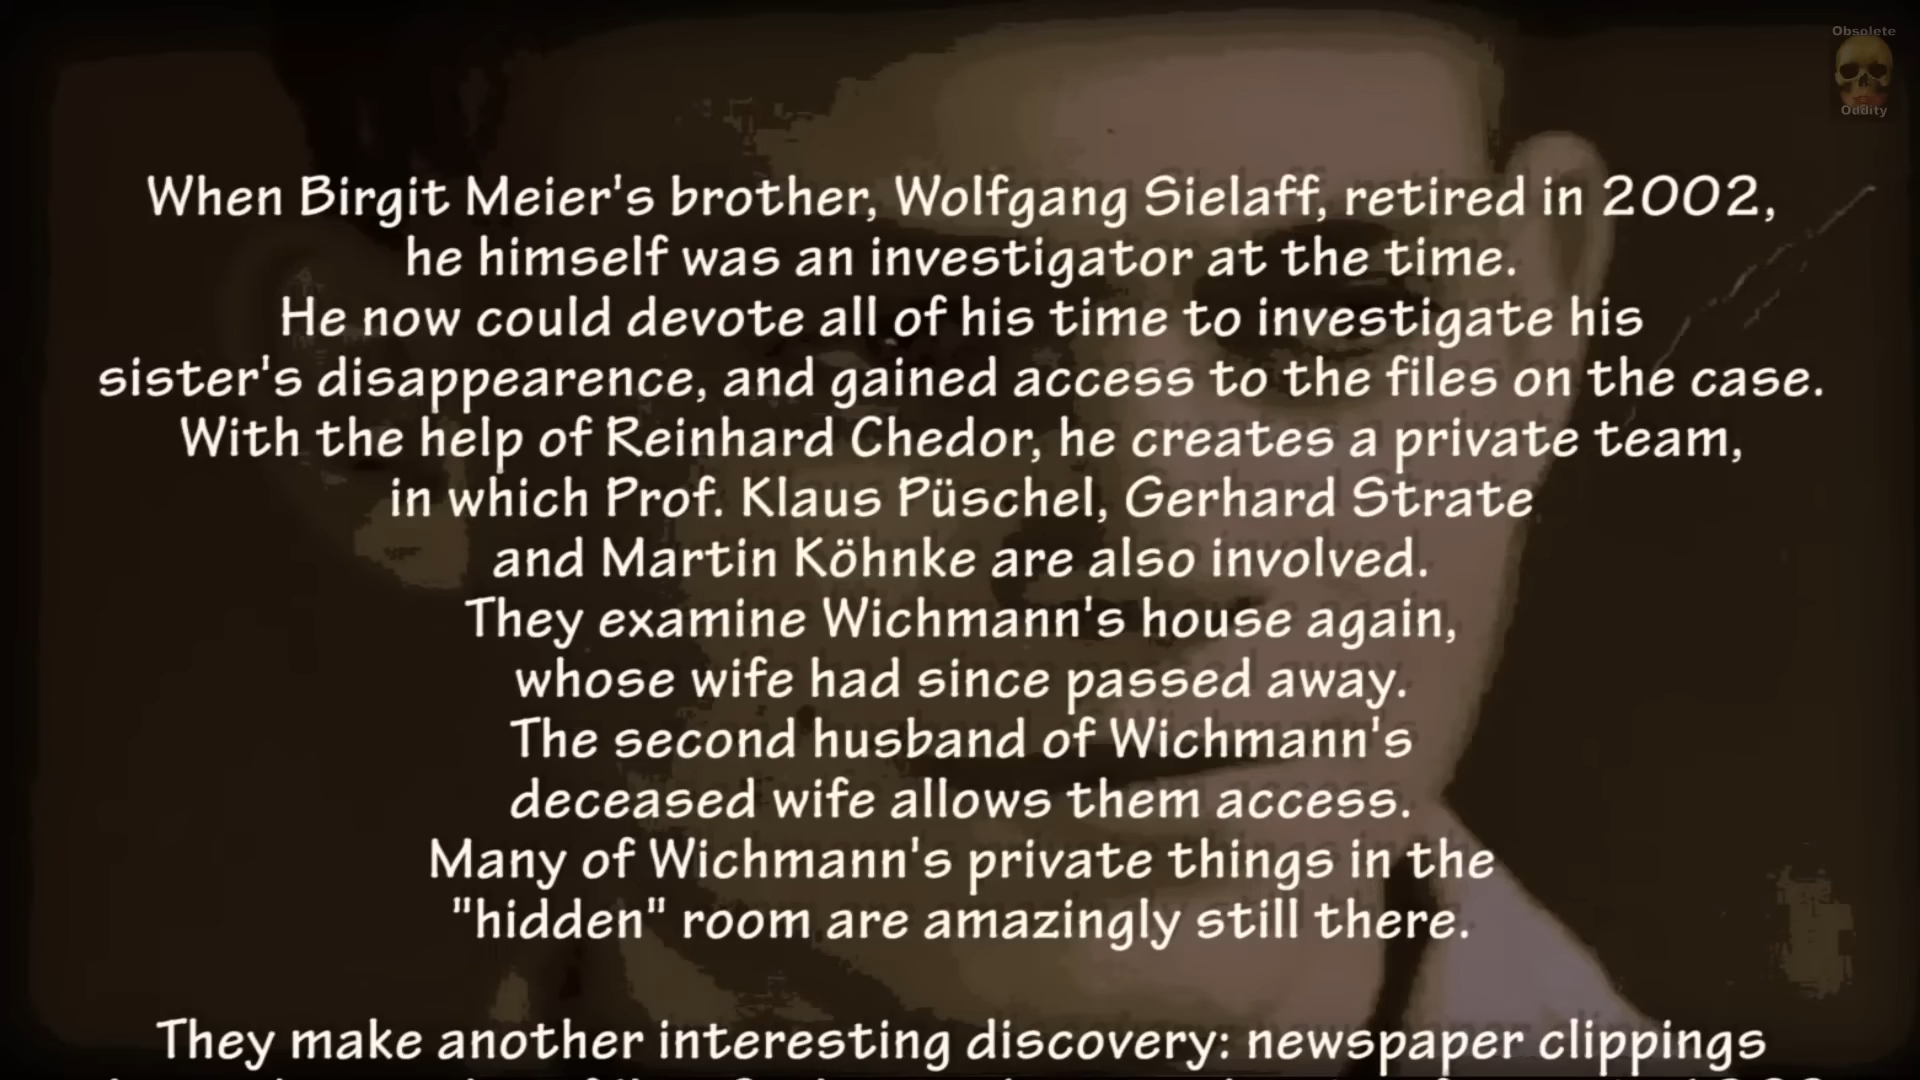 Obsolete
Oddity
When Birgit Meier's brother, Wolfgang Sielaff, retired in 2002,
he himself was an investigator at the time.
He now could devote all of his time to investigate his
sister's disappearence, and gained access to the files on the case.
With the help of Reinhard Chedor, he creates a private team,
in which Prof. Klaus Püschel, Gerhard Strate
and Martin Köhnke are also involved.
They examine Wichmann's house again,
whose wife had since passed away.
The second husband of Wichmann's
deceased wife allows them access.
Many of Wichmann's private things in the
"hidden" room are amazingly still there.
They make another interesting discovery: newspaper clippings